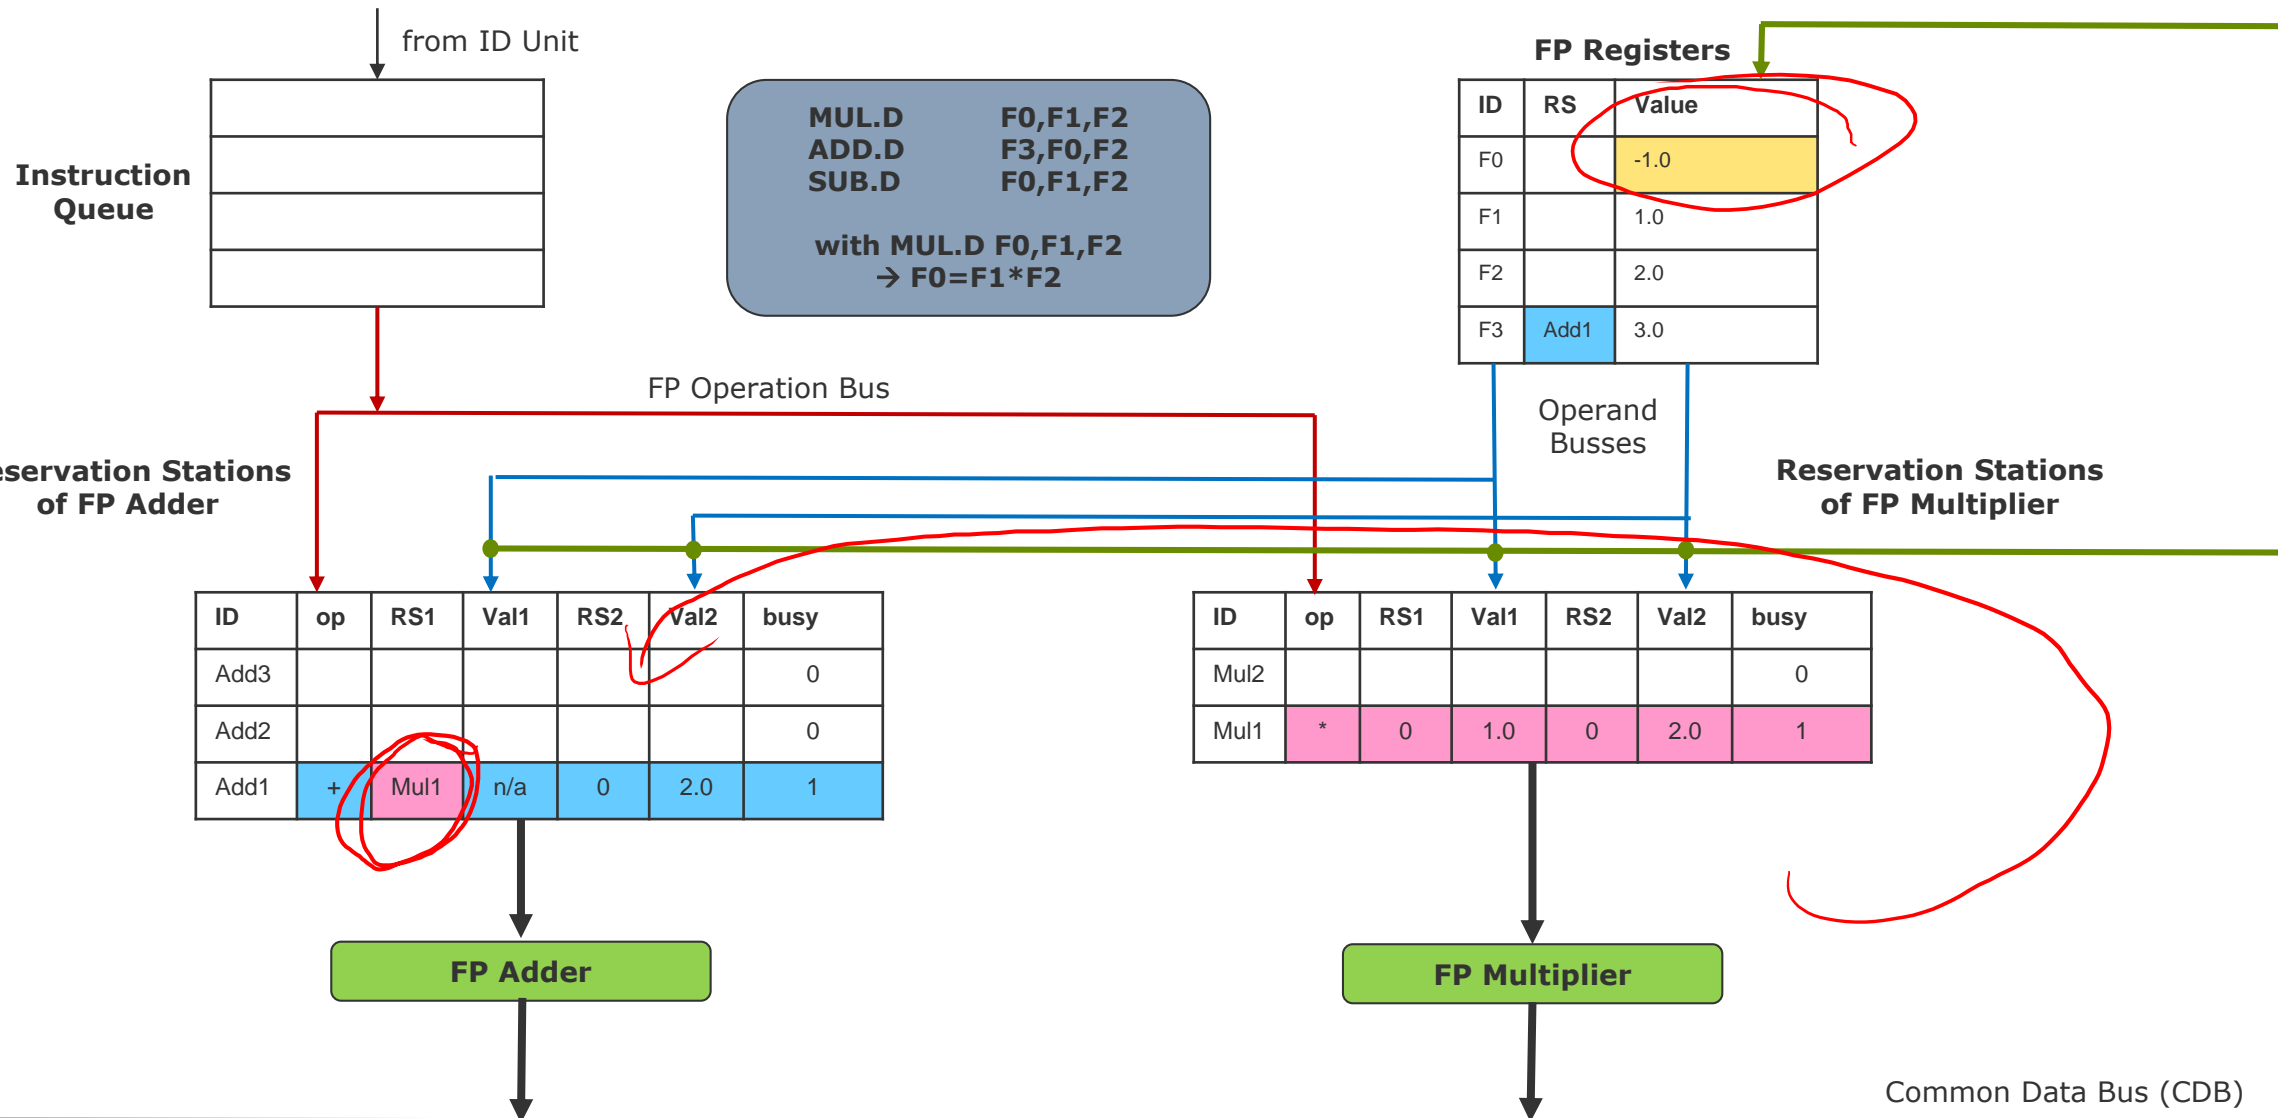 from ID Unit
Instruction
Queue
MUL.D F0,F1,F2
ADD.D F3,F0,F2
SUB.D F0,F1,F2
with MUL.D F0,F1,F2
→ F0=F1*F2
FP Registers
ID RS Value
F0 -1.0
F1 1.0
F2 2.0
F3 Add1 3.0
FP Operation Bus
Operand
Busses
eservation Stations
of FP Adder
Reservation Stations
of FP Multiplier
ID op RS1 Val1 RS2 Val2 busy
Add3 0
Add2 0
Add1 + Mul1 n/a 0 2.0 1
ID op RS1 Val1 RS2 Val2 busy
Mul2 0
Mul1 * 0 1.0 0 2.0 1
FP Adder
FP Multiplier
Common Data Bus (CDB)